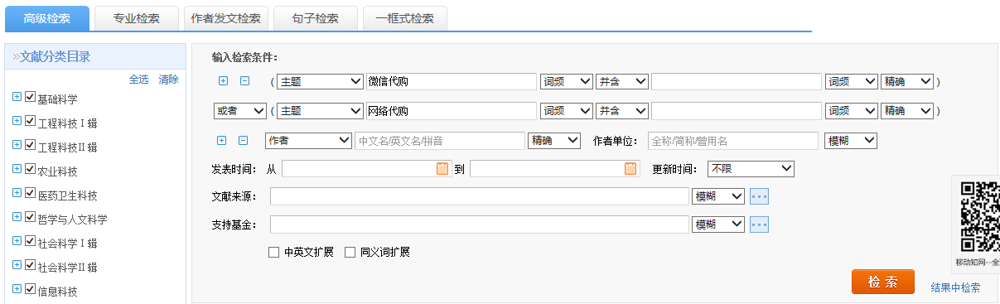 高级检索 专业检索 作者发文检索 句子检索 一框式检索
»文献分类目录
全选 清除
基础科学
工程科技Ⅰ辑
工程科技Ⅱ辑
农业科技
医药卫生科技
哲学与人文科学
社会科学Ⅰ辑
社会科学Ⅱ辑
信息科技
输入检索条件：
( 主题 微信代购 词频 并含 词频 精确 )
或者 ( 主题 网络代购 词频 并含 词频 精确 )
作者 中文名/英文名/拼音 精确 作者单位： 全称/简称/曾用名 模糊
发表时间： 从 到 更新时间： 不限
文献来源： 模糊 ...
支持基金： 模糊 ...
中英文扩展 同义词扩展
检 索 结果中检索
移动知网--全